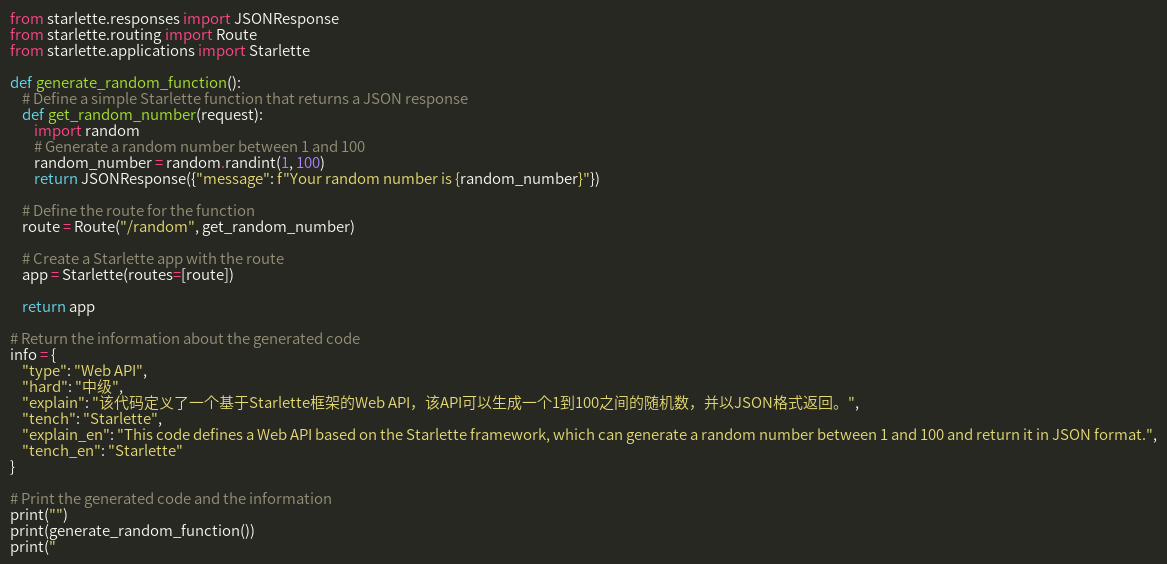 from starlette.responses import JSONResponse
from starlette.routing import Route
from starlette.applications import Starlette

def generate_random_function():
    # Define a simple Starlette function that returns a JSON response
    def get_random_number(request):
        import random
        # Generate a random number between 1 and 100
        random_number = random.randint(1, 100)
        return JSONResponse({"message": f"Your random number is {random_number}"})

    # Define the route for the function
    route = Route("/random", get_random_number)

    # Create a Starlette app with the route
    app = Starlette(routes=[route])

    return app

# Return the information about the generated code
info = {
    "type": "Web API",
    "hard": "中级",
    "explain": "该代码定义了一个基于Starlette框架的Web API，该API可以生成一个1到100之间的随机数，并以JSON格式返回。",
    "tench": "Starlette",
    "explain_en": "This code defines a Web API based on the Starlette framework, which can generate a random number between 1 and 100 and return it in JSON format.",
    "tench_en": "Starlette"
}

# Print the generated code and the information
print("")
print(generate_random_function())
print("